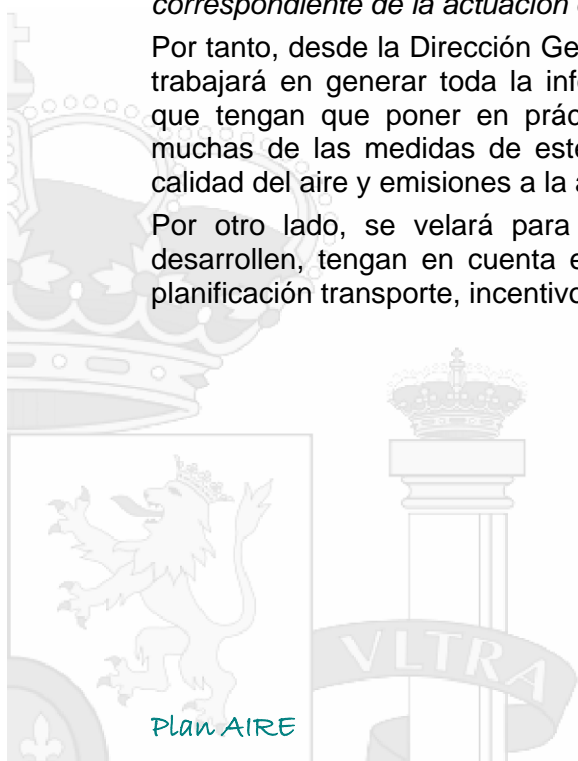 correspondiente de la actuación
Por tanto, desde la Dirección Ge
trabajará en generar toda la inf
que tengan que poner en prác
muchas de las medidas de est
calidad del aire y emisiones a la a
Por otro lado, se velará para
desarrollen, tengan en cuenta e
planificación transporte, incentivo
VLTRA
Plan AIRE